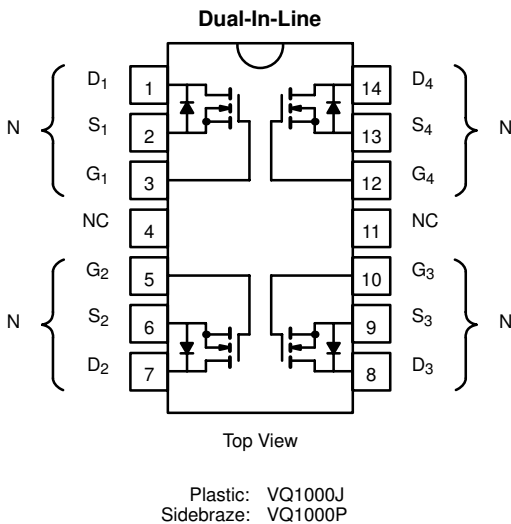 Dual-In-Line
D1 1 14 D4
N S1 2 13 S4 N
G1 3 12 G4
NC 4 11 NC
G2 5 10 G3
N S2 6 9 S3 N
D2 7 8 D3
Top View
Plastic: VQ1000J
Sidebraze: VQ1000P